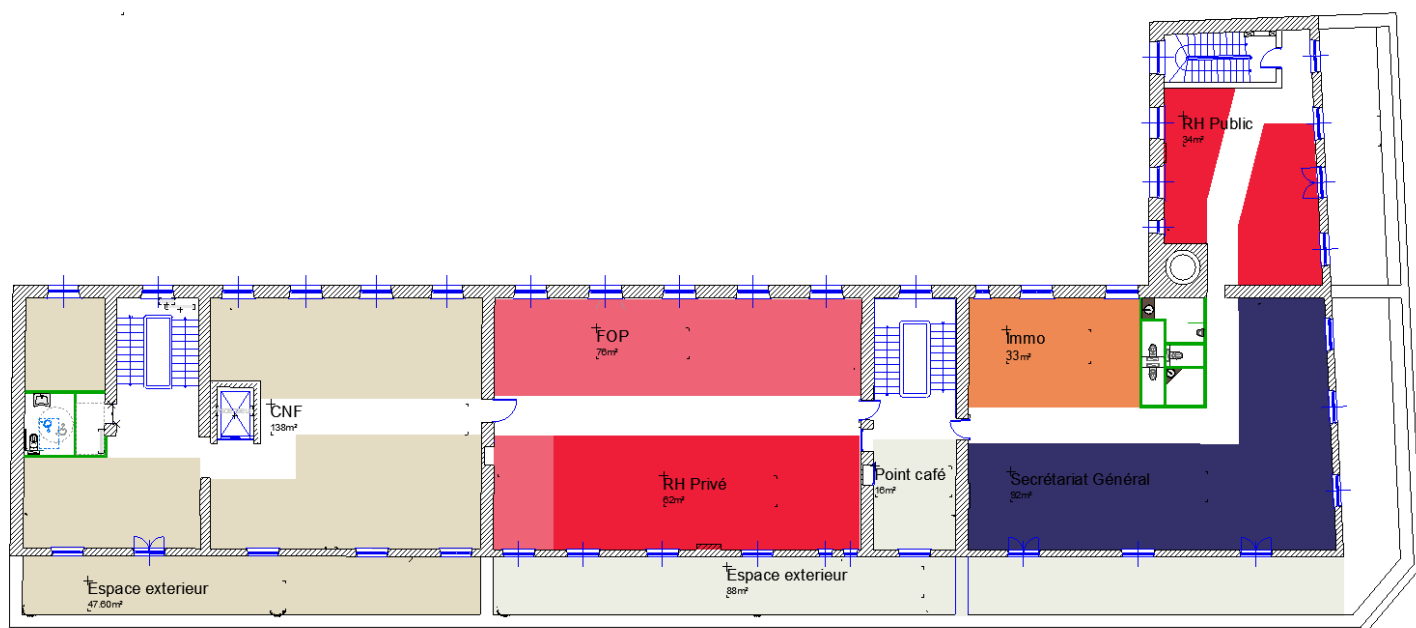 RH Public
34m²
FOP
76m²
Immo
33m²
CNF
138m²
RH Privé
62m²
Point café
16m²
Secrétariat Général
92m²
Espace exterieur
47.60m²
Espace exterieur
88m²